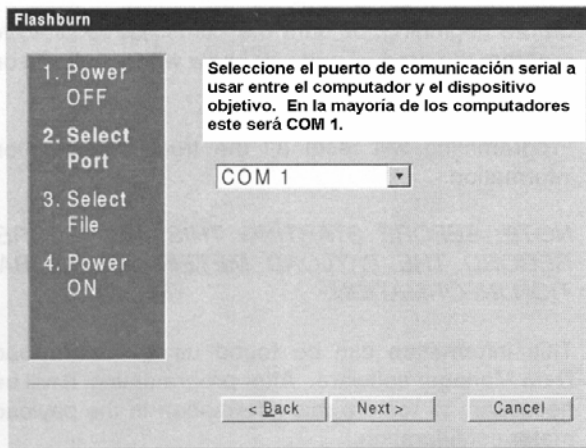 Flashburn
1. Power
OFF
2. Select
Port
3. Select
File
4. Power
ON
Seleccione el puerto de comunicación serial a
usar entre el computador y el dispositivo
objetivo. En la mayoría de los computadores
este será COM 1.
COM 1
< Back
Next >
Cancel